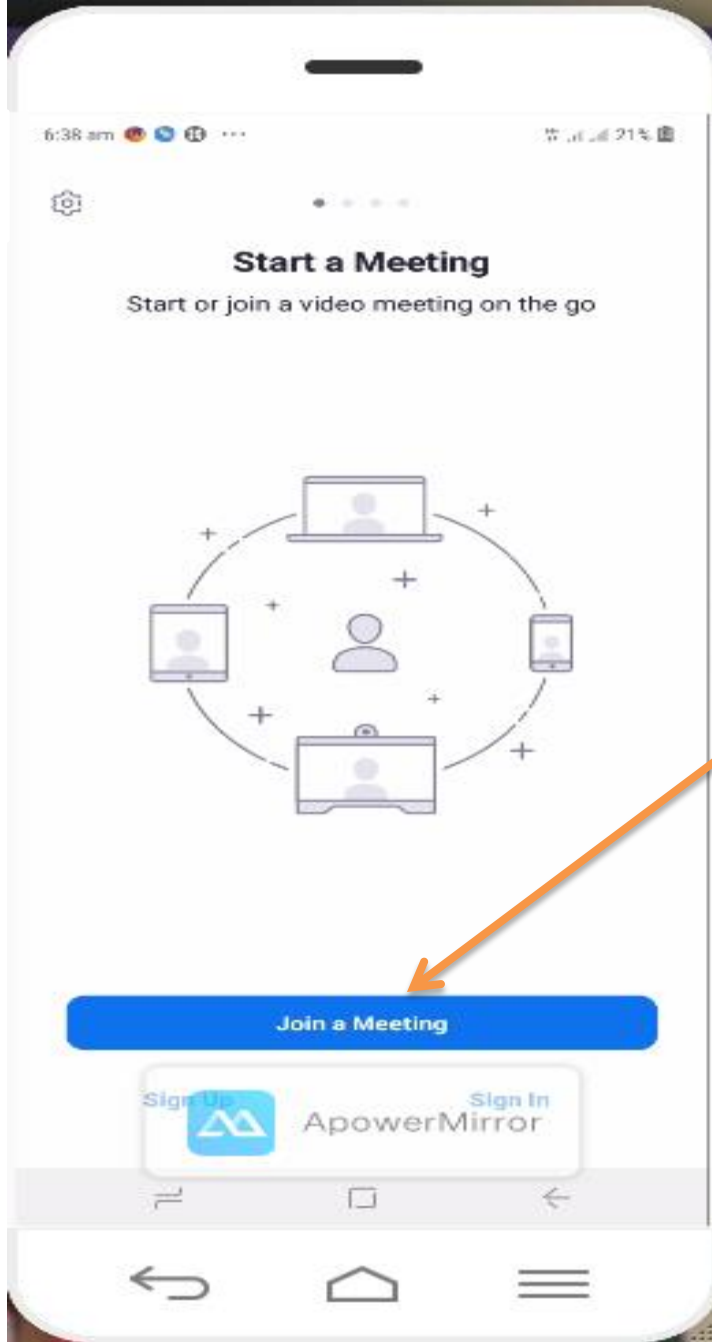 6:38 am
21%
Start a Meeting
Start or join a video meeting on the go
Join a Meeting
Sign Up
Sign In
ApowerMirror